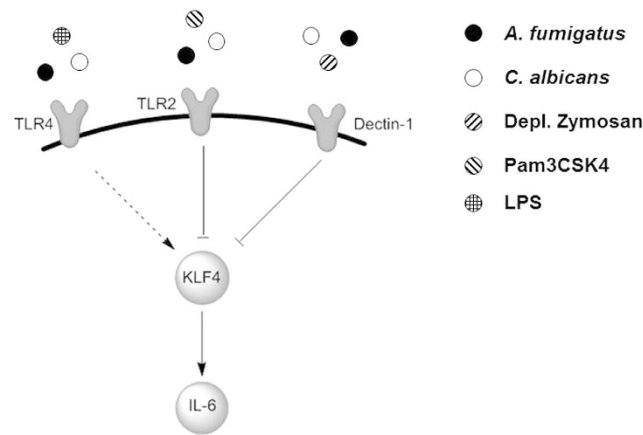 A. fumigatus
C. albicans
Depl. Zymosan
Pam3CSK4
LPS
TLR4
TLR2
Dectin-1
KLF4
IL-6